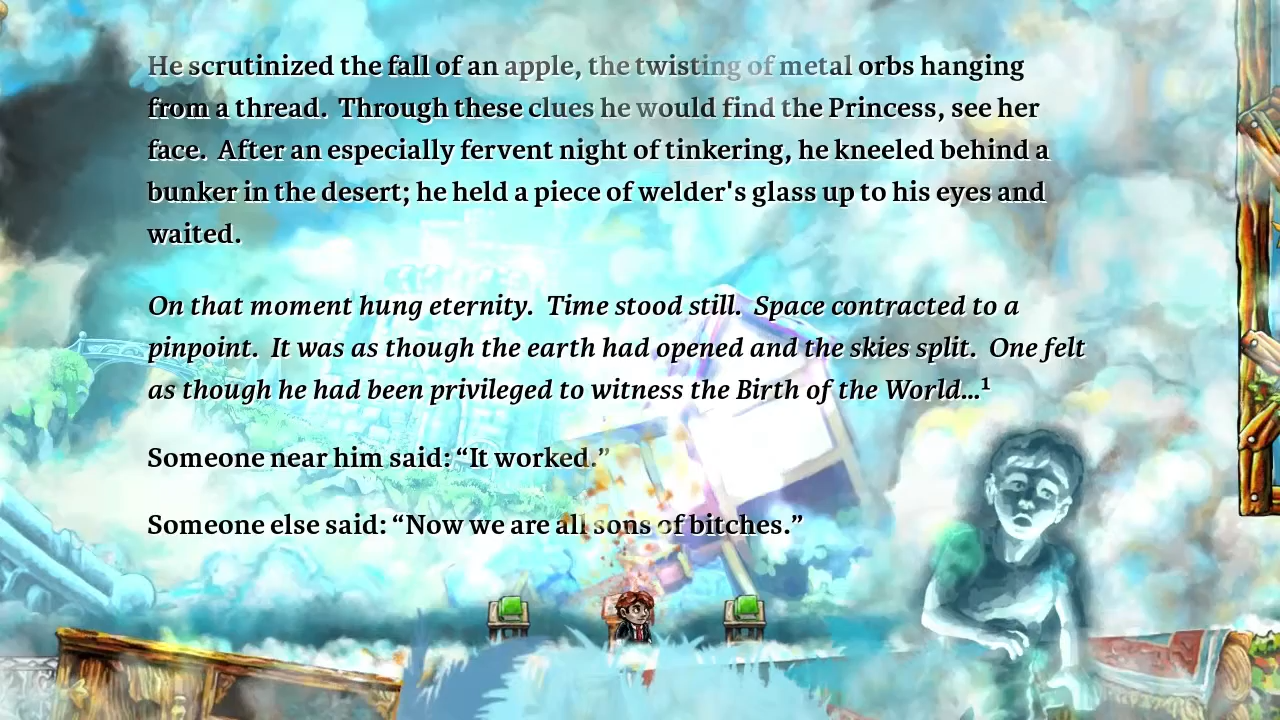 He scrutinized the fall of an apple, the twisting of metal orbs hanging
from a thread.  Through these clues he would find the Princess, see her
face.  After an especially fervent night of tinkering, he kneeled behind a
bunker in the desert; he held a piece of welder's glass up to his eyes and
waited.
On that moment hung eternity.  Time stood still.  Space contracted to a
pinpoint.  It was as though the earth had opened and the skies split.  One felt
as though he had been privileged to witness the Birth of the World...¹
Someone near him said: “It worked.”
Someone else said: “Now we are all sons of bitches.”